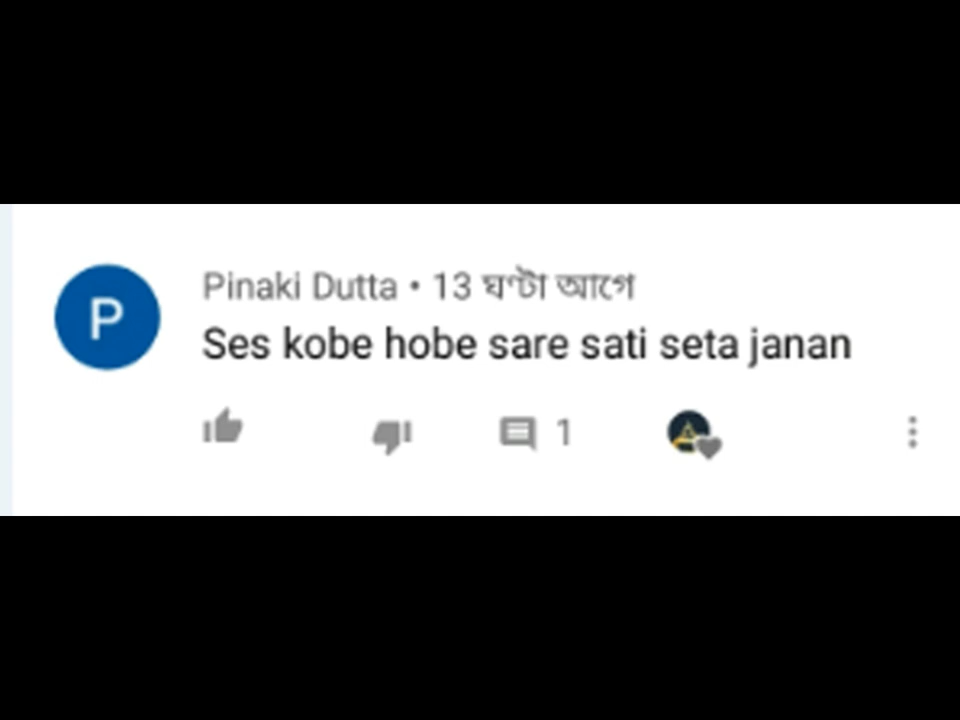 P
Pinaki Dutta • 13 ঘণ্টা আগে
Ses kobe hobe sare sati seta janan
1